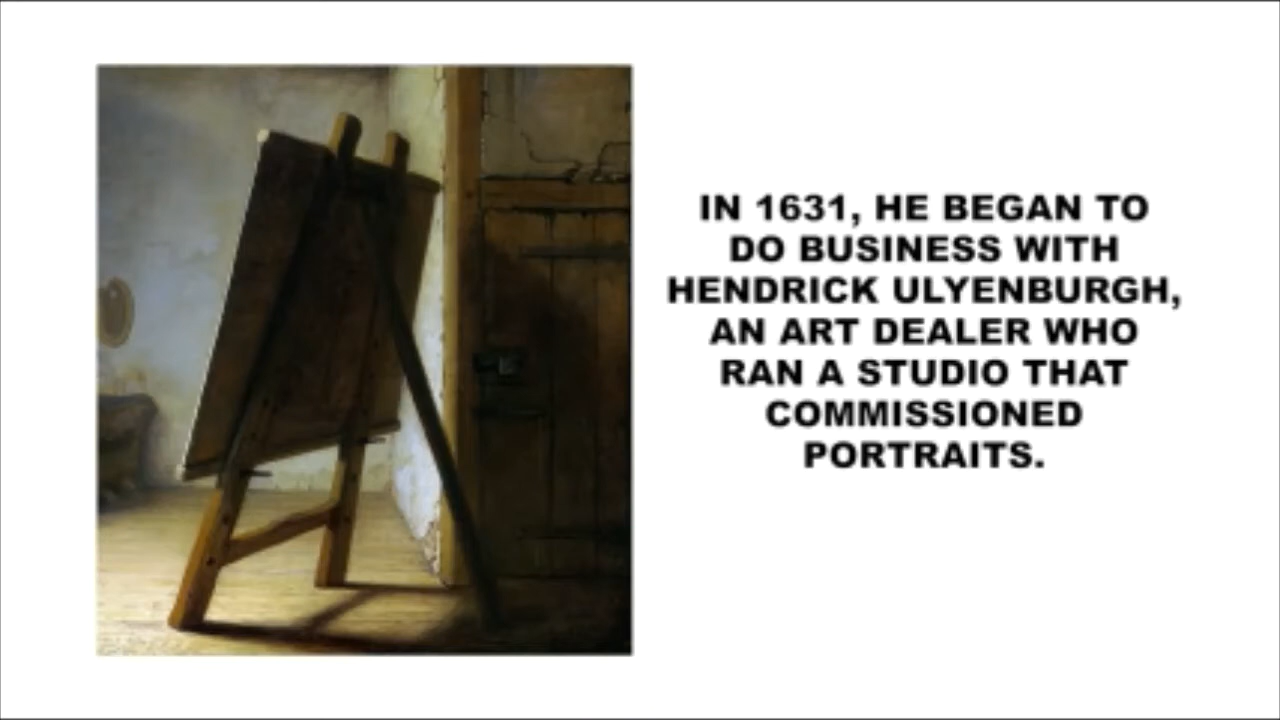 IN 1631, HE BEGAN TO
DO BUSINESS WITH
HENDRICK ULYENBURGH,
AN ART DEALER WHO
RAN A STUDIO THAT
COMMISSIONED
PORTRAITS.